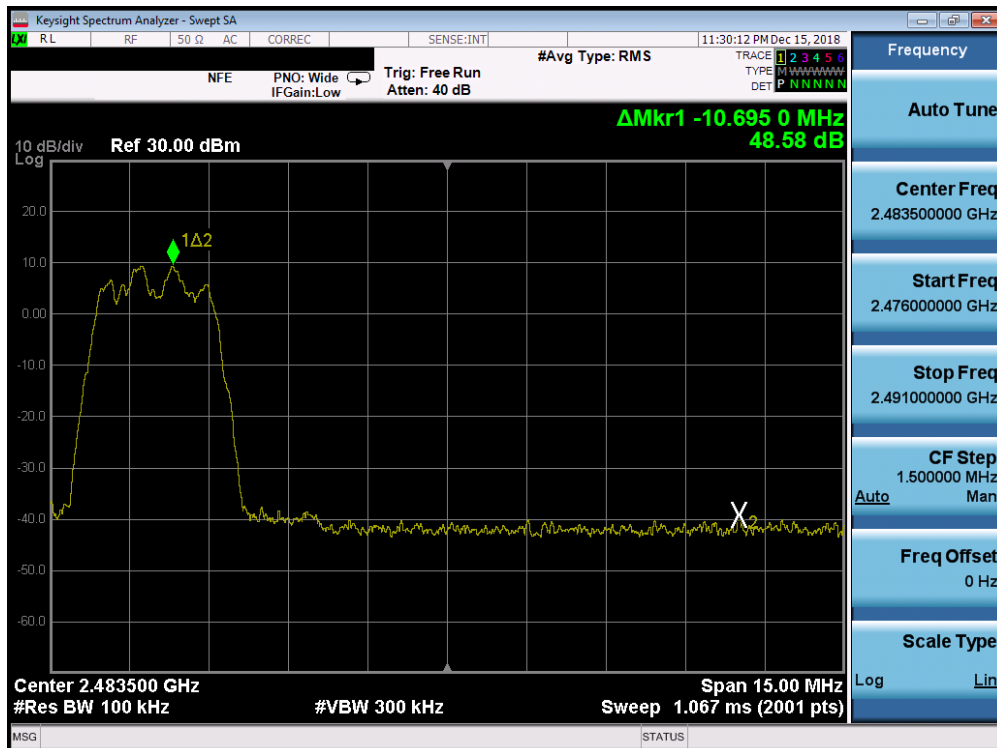 Keysight Spectrum Analyzer - Swept SA
LXI RL RF 50 Ω AC CORREC SENSE:INT 11:30:12 PM Dec 15, 2018
#Avg Type: RMS TRACE 1 2 3 4 5 6
NFE PNO: Wide Trig: Free Run TYPE M WWWWW
IFGain:Low Atten: 40 dB DET P N N N N N
ΔMkr1 -10.695 0 MHz
48.58 dB
10 dB/div Ref 30.00 dBm
Log
20.0
1Δ2
10.0
0.00
-10.0
-20.0
-30.0
-40.0
X2
-50.0
-60.0
Center 2.483500 GHz Span 15.00 MHz
#Res BW 100 kHz #VBW 300 kHz Sweep 1.067 ms (2001 pts)
MSG STATUS
Frequency
Auto Tune
Center Freq
2.483500000 GHz
Start Freq
2.476000000 GHz
Stop Freq
2.491000000 GHz
CF Step
1.500000 MHz
Auto Man
Freq Offset
0 Hz
Scale Type
Log Lin